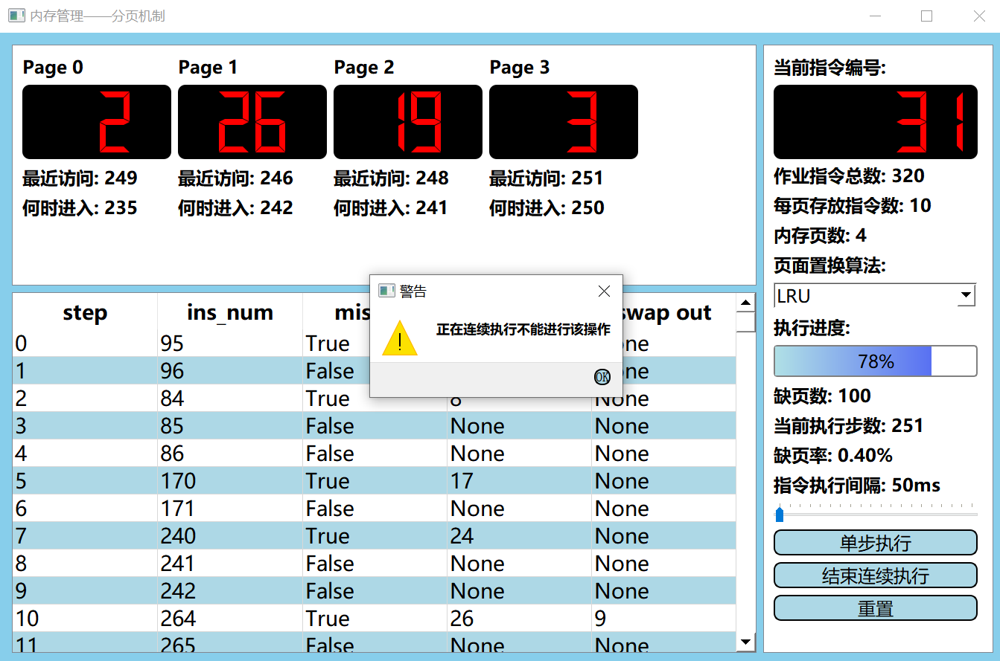 内存管理——分页机制
Page 0 Page 1 Page 2 Page 3
2 26 19 3
最近访问: 249 最近访问: 246 最近访问: 248 最近访问: 251
何时进入: 235 何时进入: 242 何时进入: 241 何时进入: 250
当前指令编号:
31
作业指令总数: 320
每页存放指令数: 10
内存页数: 4
页面置换算法:
LRU
执行进度:
78%
缺页数: 100
当前执行步数: 251
缺页率: 0.40%
指令执行间隔: 50ms
单步执行
结束连续执行
重置
警告
正在连续执行不能进行该操作
OK
step ins_num out
0 95 True
1 96 False
2 84 True 8 None
3 85 False None None
4 86 False None None
5 170 True 17 None
6 171 False None None
7 240 True 24 None
8 241 False None None
9 242 False None None
10 264 True 26 9
11 265 False None None